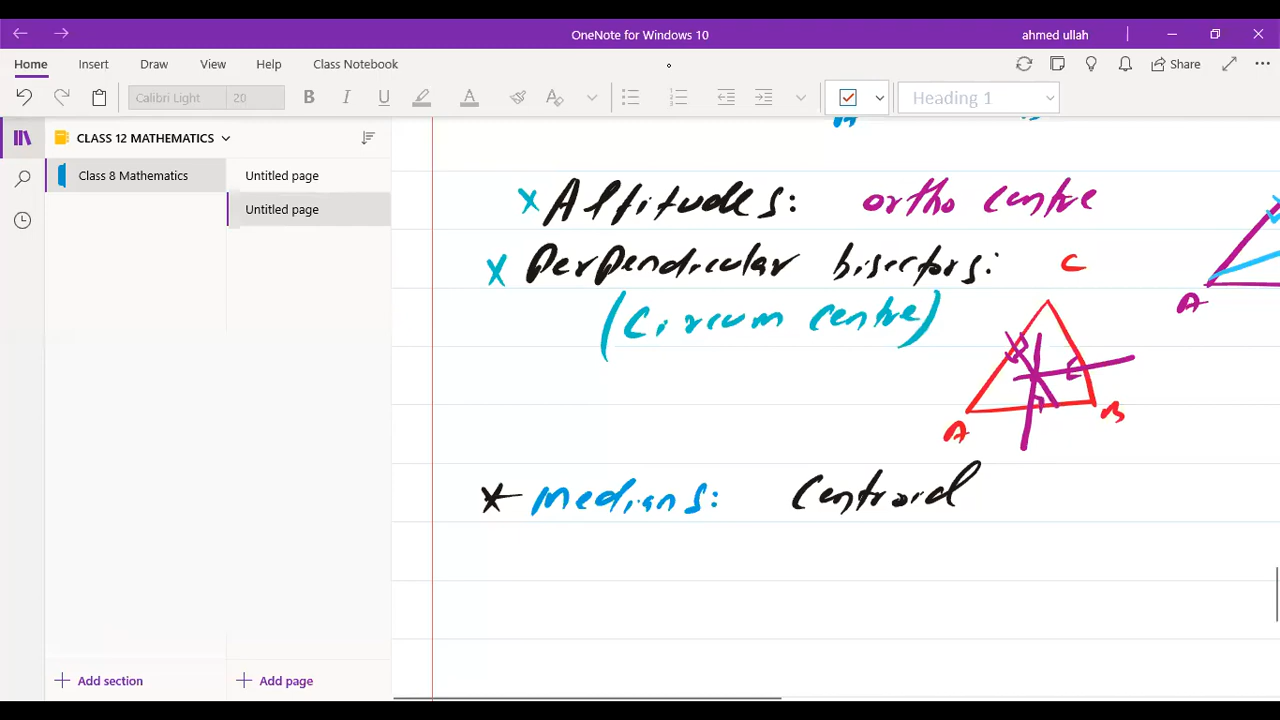 OneNote for Windows 10
ahmed ullah
Home Insert Draw View Help Class Notebook
Share
Calibri Light 20 B I U A Heading 1
CLASS 12 MATHEMATICS
Class 8 Mathematics
Untitled page
Untitled page
x Altitudes: ortho centre
x Perpendicular bisectors:
(Circum centre)
C
A B
A
* medians: Centroid
Add section
Add page